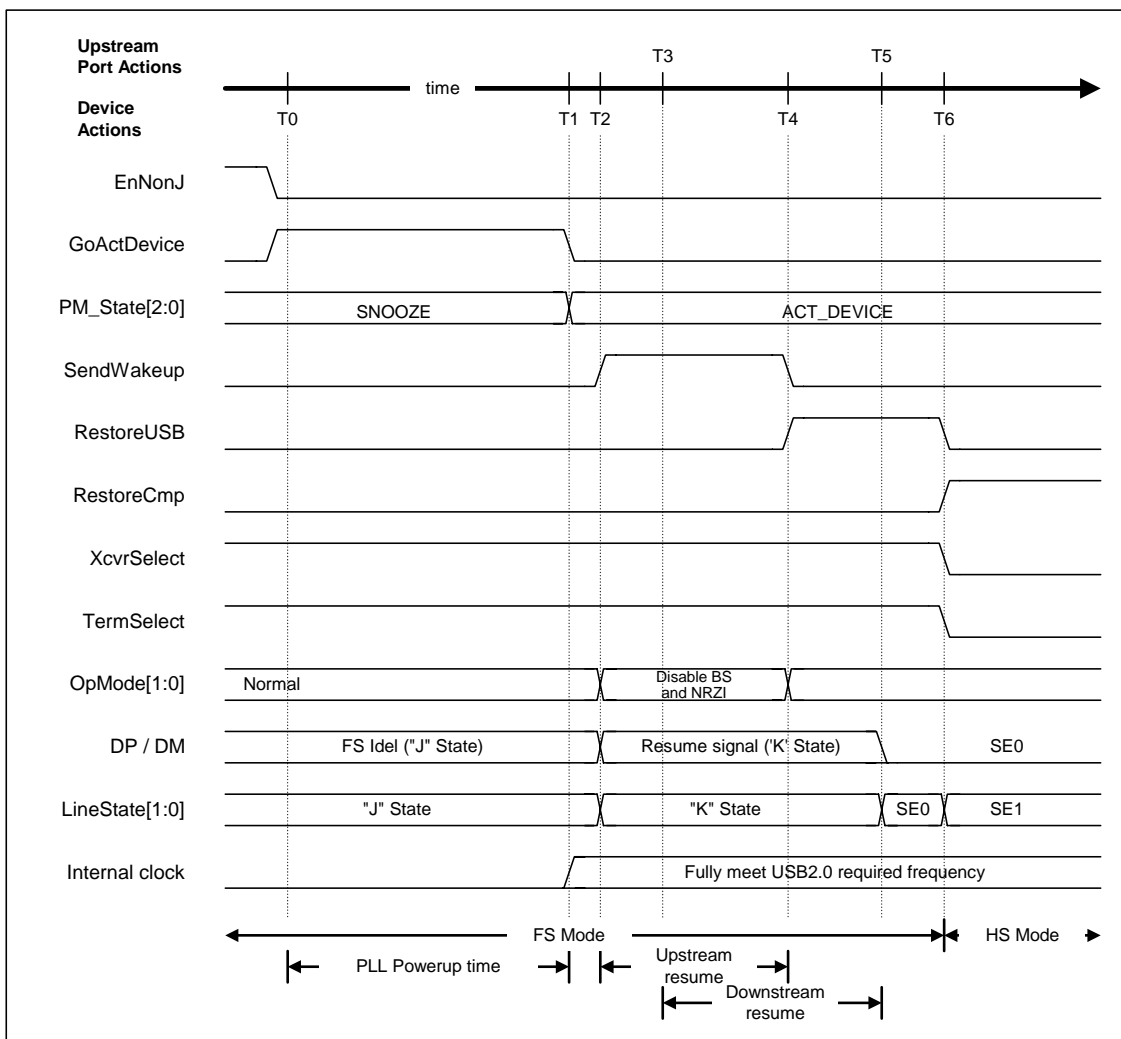 Upstream
Port Actions
T3
T5
time
Device
Actions
T0
T1
T2
T4
T6
EnNonJ
GoActDevice
PM_State[2:0]
SNOOZE
ACT_DEVICE
SendWakeup
RestoreUSB
RestoreCmp
XcvrSelect
TermSelect
OpMode[1:0]
Normal
Disable BS
and NRZI
DP / DM
FS Idel ("J" State)
Resume signal ('K' State)
SE0
LineState[1:0]
"J" State
"K" State
SE0
SE1
Internal clock
Fully meet USB2.0 required frequency
FS Mode
HS Mode
PLL Powerup time
Upstream
resume
Downstream
resume